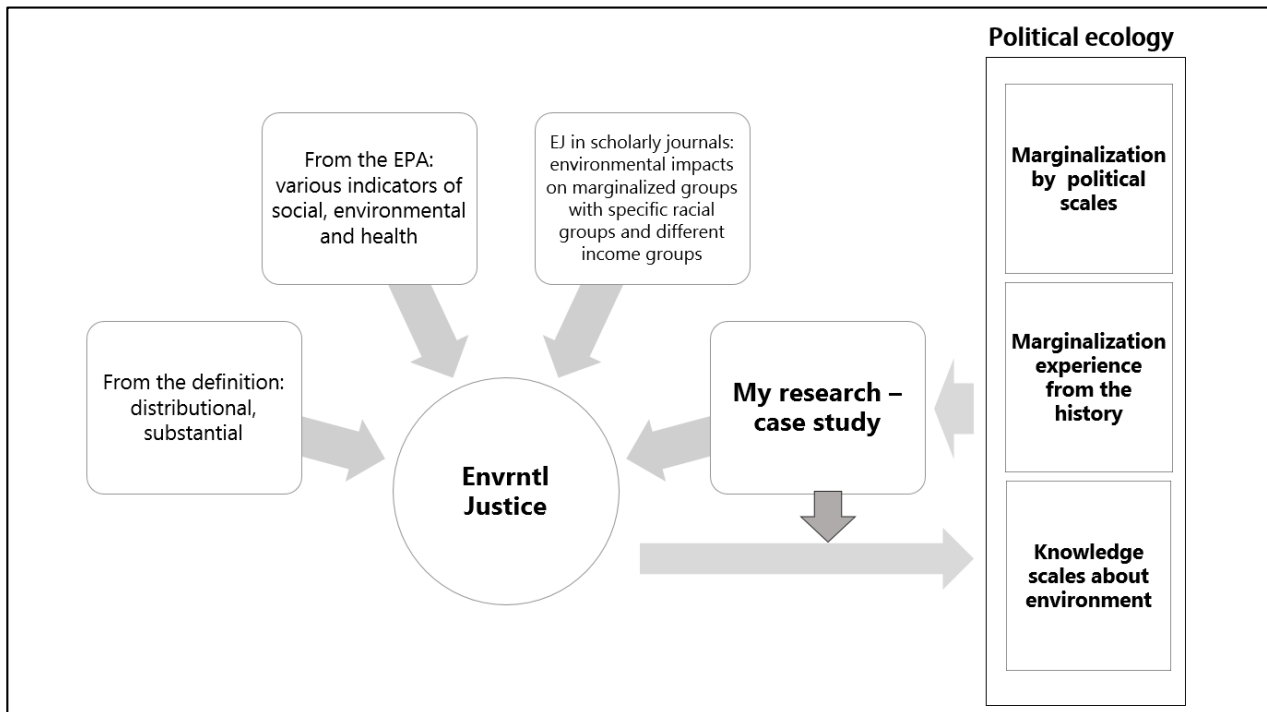 Political ecology
From the EPA:
various indicators of
social, environmental
and health
EJ in scholarly journals:
environmental impacts
on marginalized groups
with specific racial
groups and different
income groups
Marginalization
by political
scales
From the definition:
distributional,
substantial
My research –
case study
Marginalization
experience
from the
history
Envrntl
Justice
Knowledge
scales about
environment